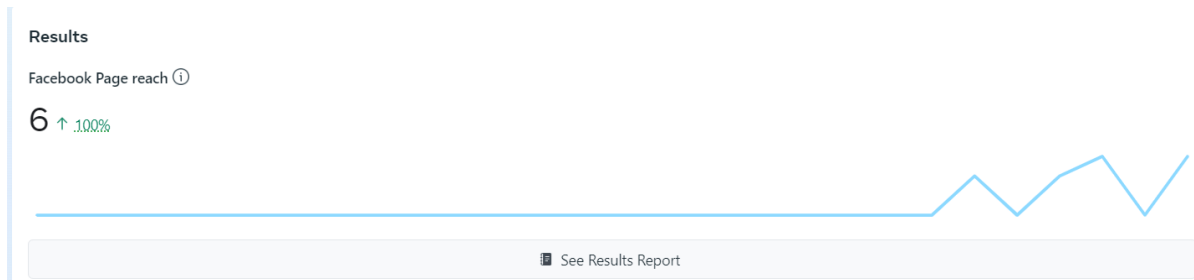 Results
Facebook Page reach
6 ↑ 100%
See Results Report